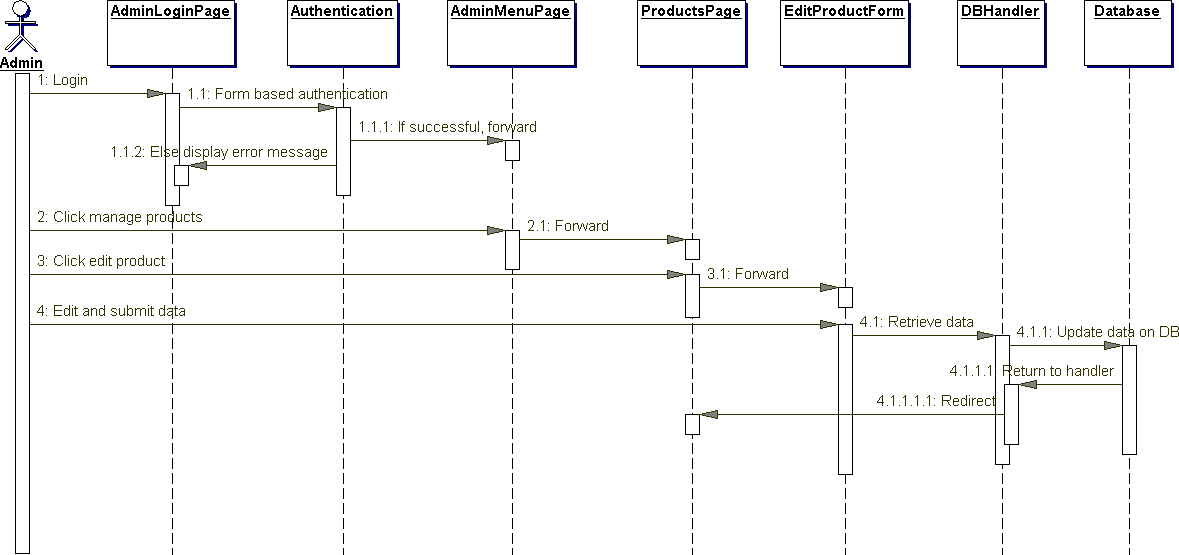 AdminLoginPage
Authentication
AdminMenuPage
ProductsPage
EditProductForm
DBHandler
Database
Admin
1: Login
1.1: Form based authentication
1.1.1: If successful, forward
1.1.2: Else display error message
2: Click manage products
2.1: Forward
3: Click edit product
3.1: Forward
4: Edit and submit data
4.1: Retrieve data
4.1.1: Update data on DB
4.1.1.1: Return to handler
4.1.1.1.1: Redirect